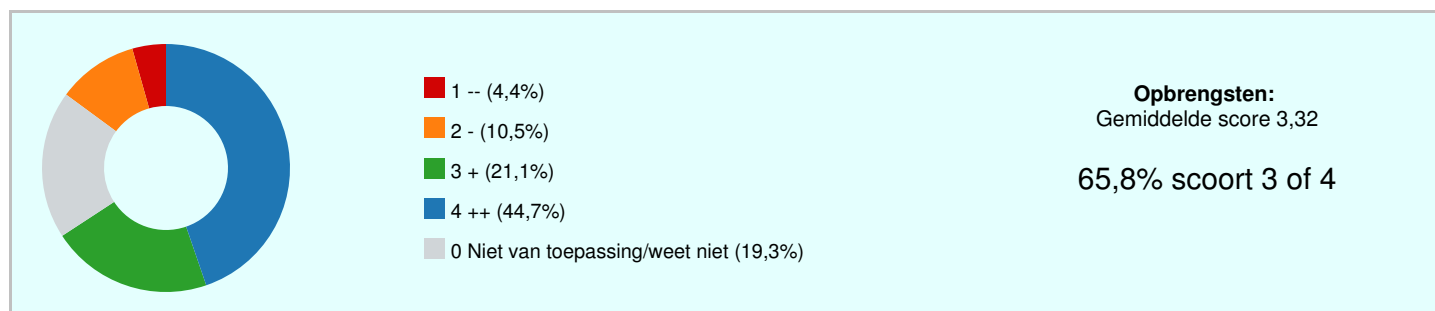 1 -- (4,4%)
2 - (10,5%)
3 + (21,1%)
4 ++ (44,7%)
0 Niet van toepassing/weet niet (19,3%)
Opbrengsten:
Gemiddelde score 3,32
65,8% scoort 3 of 4